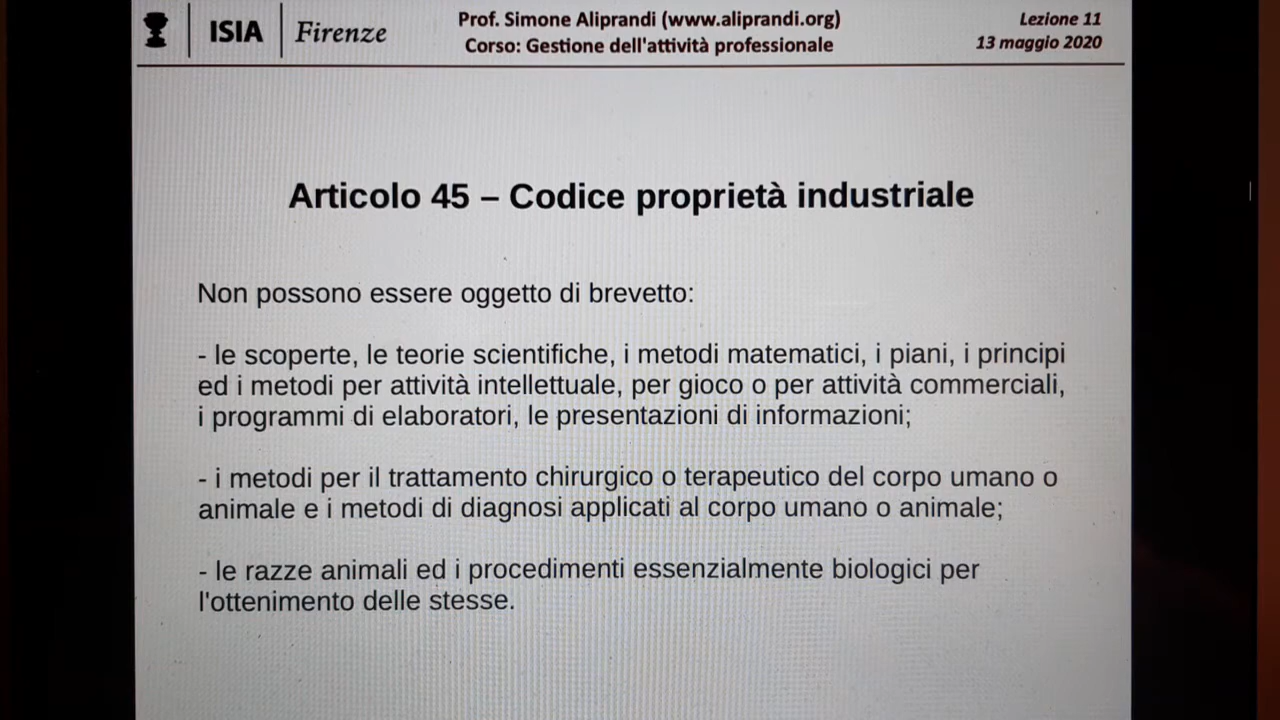 ISIA Firenze
Prof. Simone Aliprandi (www.aliprandi.org)
Corso: Gestione dell'attività professionale
Lezione 11
13 maggio 2020
Articolo 45 – Codice proprietà industriale
Non possono essere oggetto di brevetto:
- le scoperte, le teorie scientifiche, i metodi matematici, i piani, i principi
ed i metodi per attività intellettuale, per gioco o per attività commerciali,
i programmi di elaboratori, le presentazioni di informazioni;
- i metodi per il trattamento chirurgico o terapeutico del corpo umano o
animale e i metodi di diagnosi applicati al corpo umano o animale;
- le razze animali ed i procedimenti essenzialmente biologici per
l'ottenimento delle stesse.